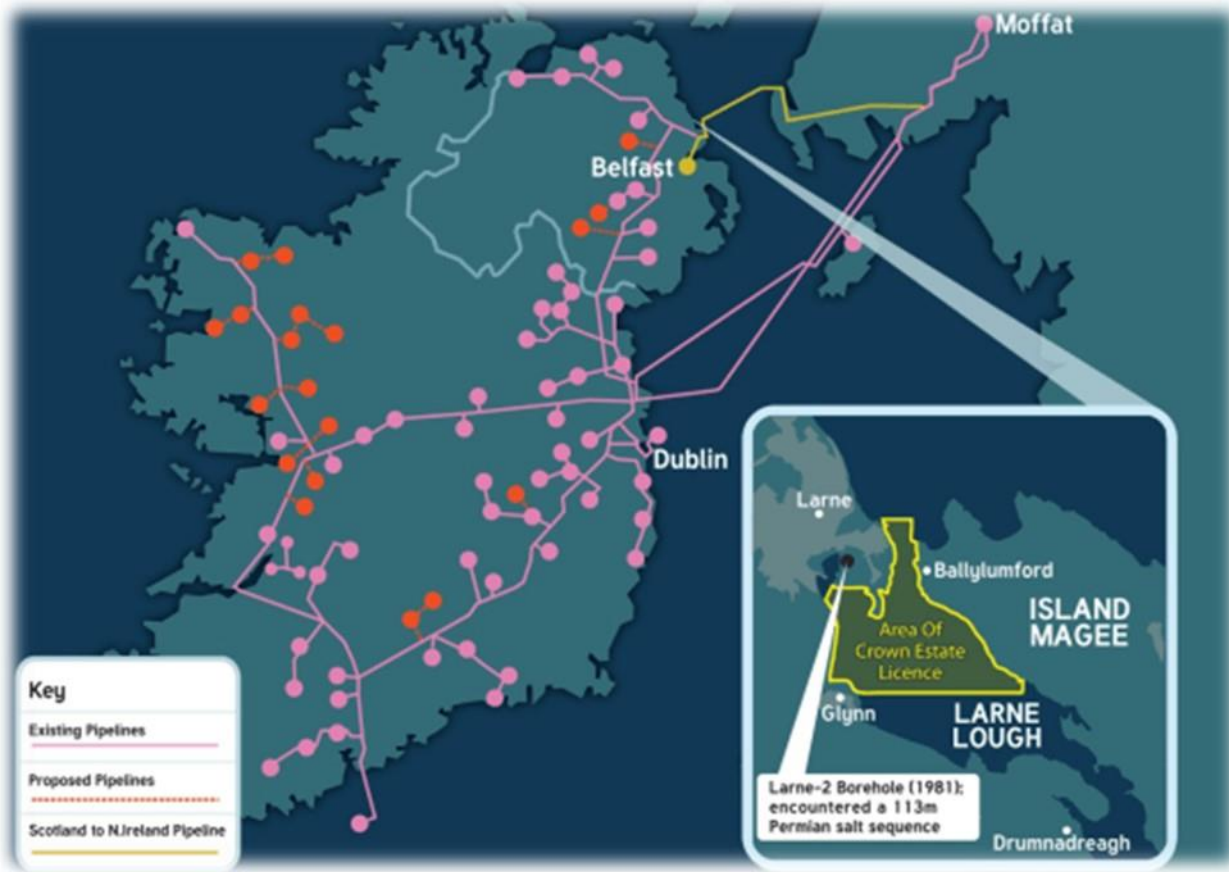 Moffat
Belfast
Dublin
Key
Existing Pipelines
Proposed Pipelines
Scotland to N.Ireland Pipeline
Larne
Ballylumford
ISLAND
MAGEE
Area Of
Crown Estate
Licence
Glynn
LARNE
LOUGH
Larne-2 Borehole (1981);
encountered a 113m
Permian salt sequence
Drumnadreagh